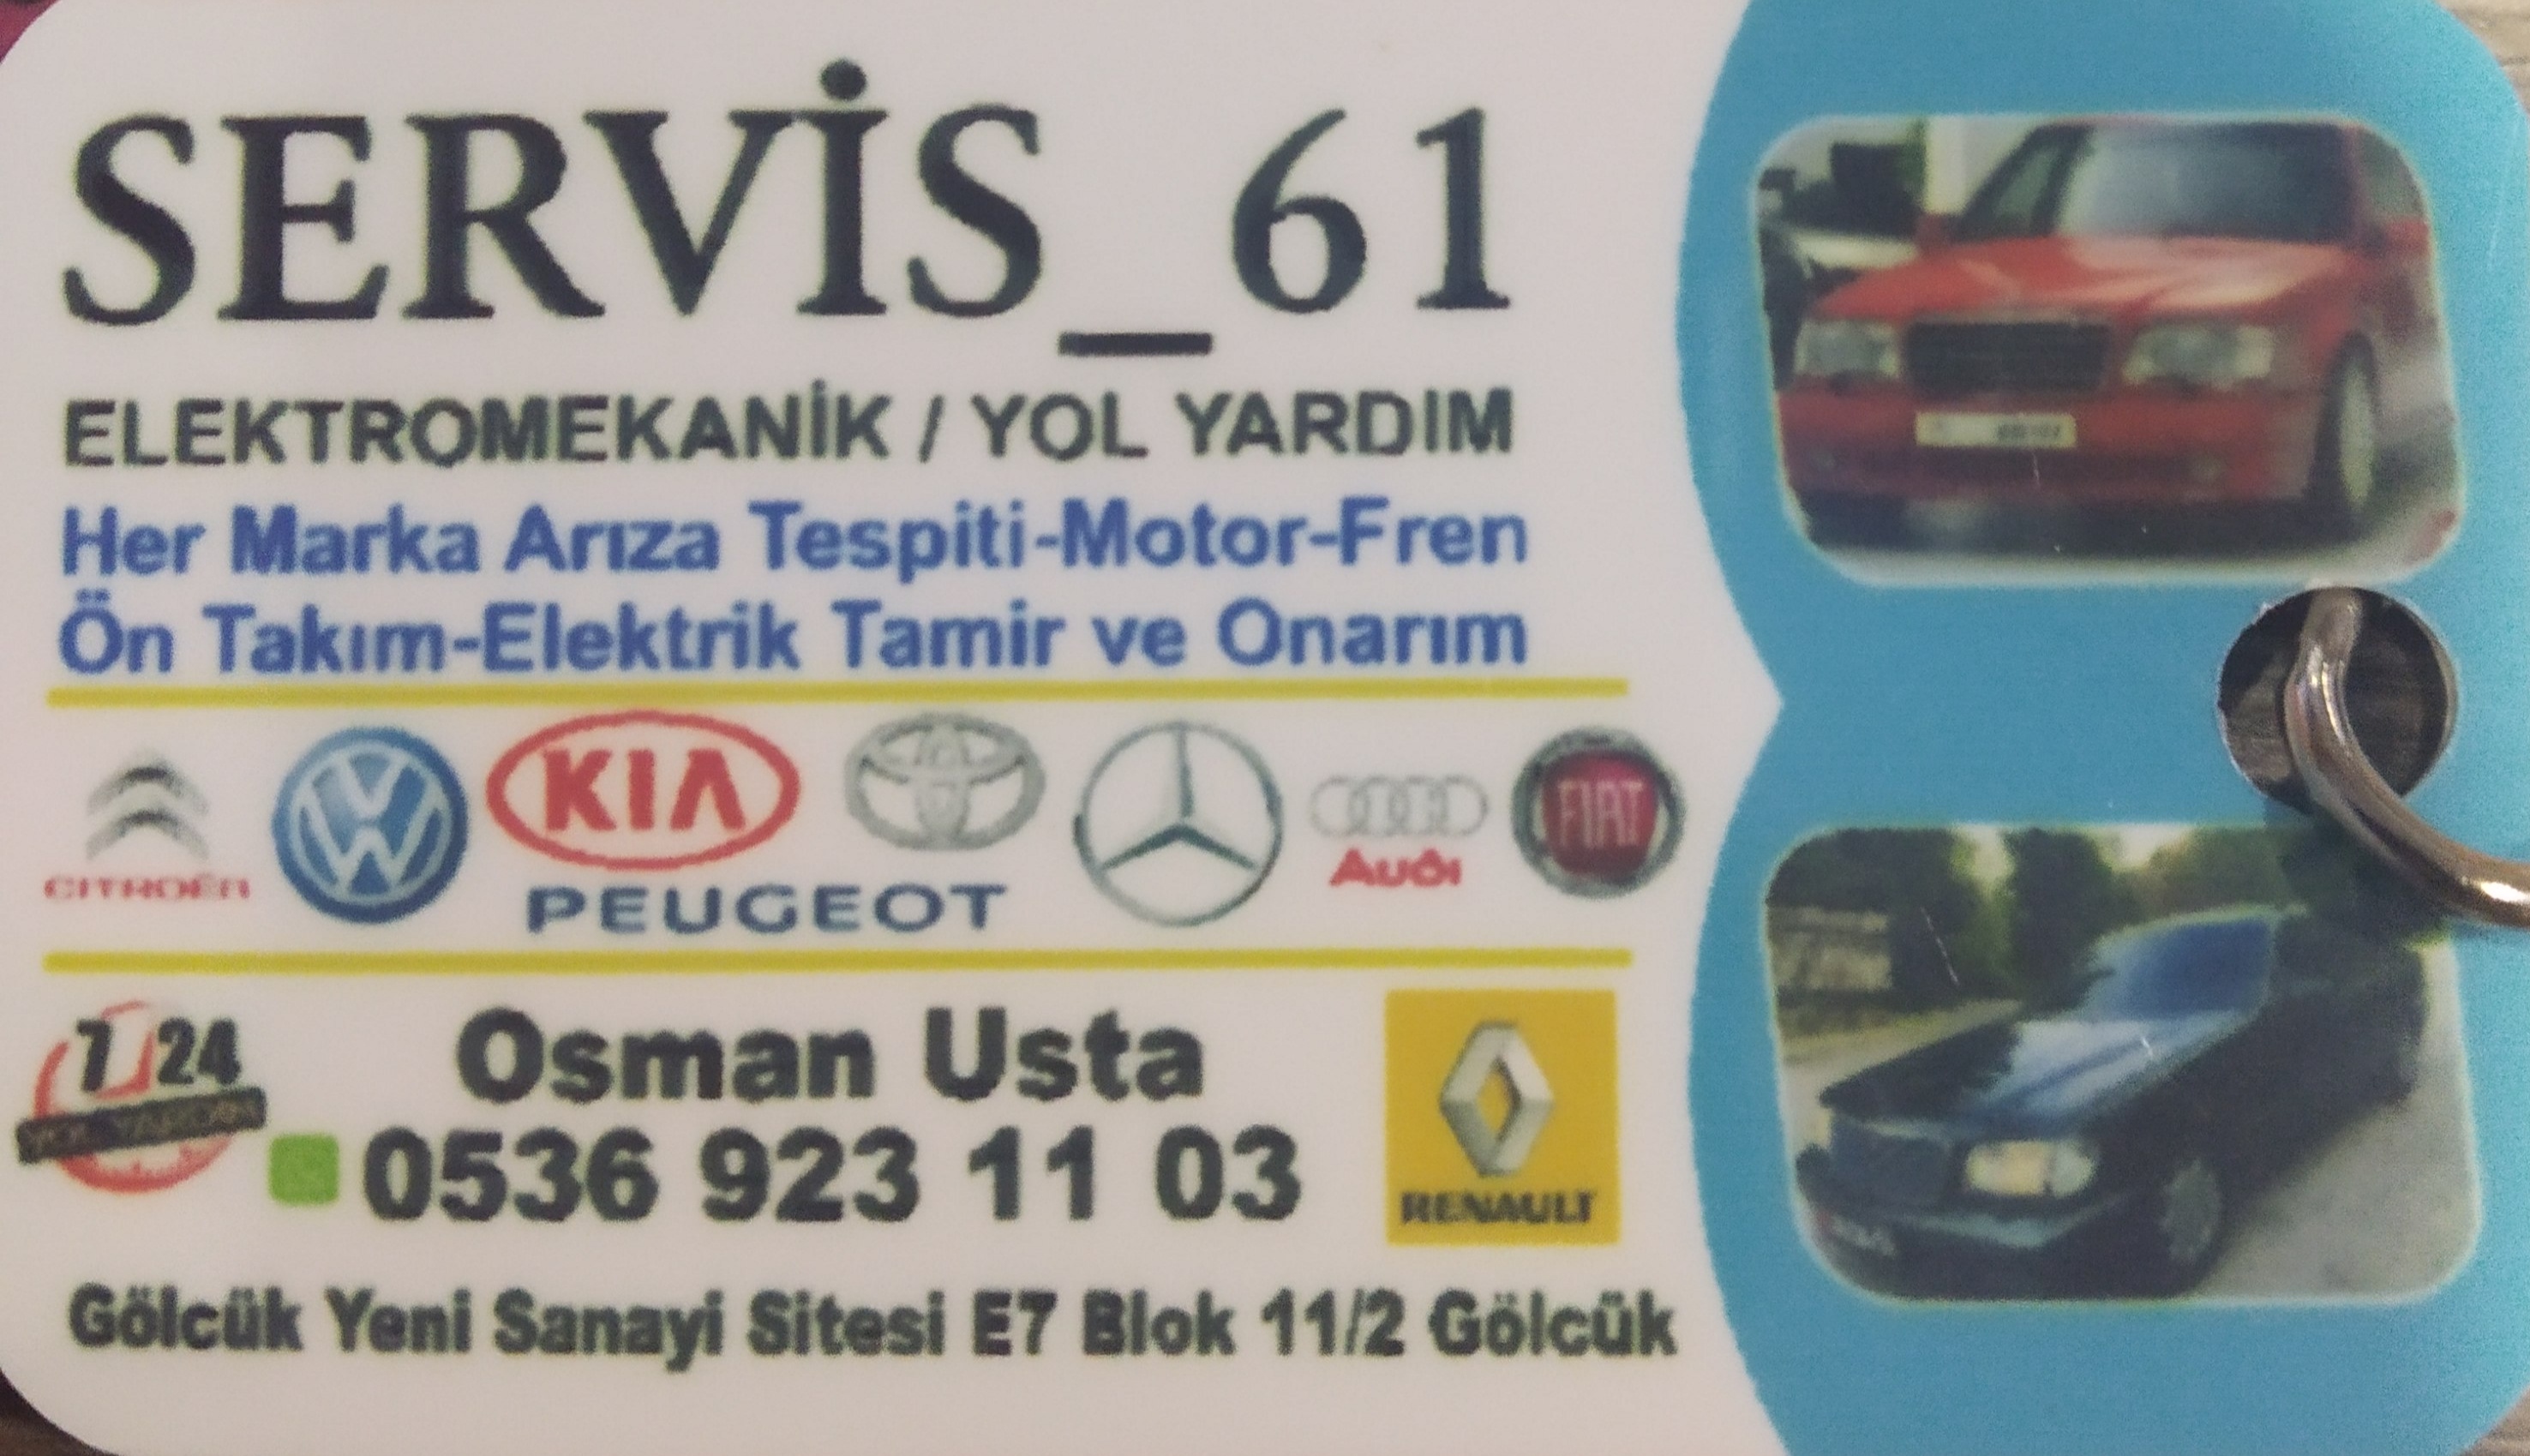 SERVİS_61
ELEKTROMEKANİK / YOL YARDIM
Her Marka Arıza Tespiti-Motor-Fren
Ön Takım-Elektrik Tamir ve Onarım
CITROËN
KIA
PEUGEOT
Audi
FIAT
7 24
YOL YARDIM
Osman Usta
0536 923 11 03
RENAULT
Gölcük Yeni Sanayi Sitesi E7 Blok 11/2 Gölcük